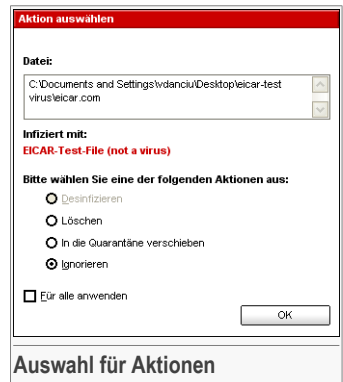 Aktion auswählen
Datei:
C:\Documents and Settings\vdanciu\Desktop\eicar-test
virus\eicar.com
Infiziert mit:
EICAR-Test-File (not a virus)
Bitte wählen Sie eine der folgenden Aktionen aus:
Desinfizieren
Löschen
In die Quarantäne verschieben
Ignorieren
Für alle anwenden
OK
Auswahl für Aktionen